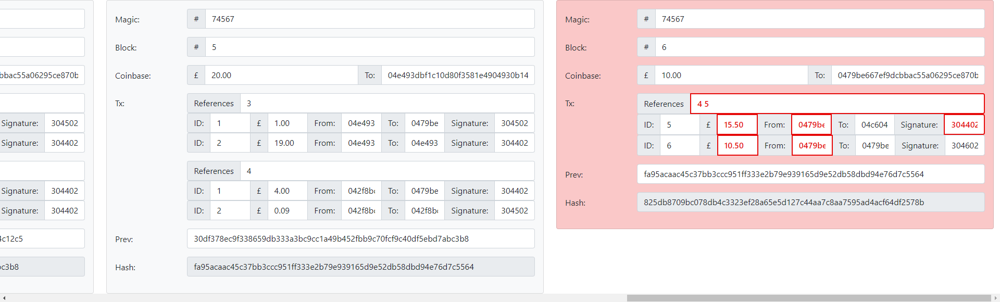 bbac55a06295ce870b
Signature: 304502
Signature: 304402
Signature: 304402
Signature: 304402
4c12c5
bc3b8
Magic: # 74567
Block: # 5
Coinbase: £ 20.00 To: 04e493dbf1c10d80f3581e4904930b14
Tx: References 3
ID: 1 £ 1.00 From: 04e493 To: 0479be Signature: 304502
ID: 2 £ 19.00 From: 04e493 To: 04e493 Signature: 304402
References 4
ID: 1 £ 4.00 From: 042f8bc To: 0479be Signature: 304402
ID: 2 £ 0.09 From: 042f8bc To: 042f8bc Signature: 304502
Prev: 30df378ec9f338659db333a3bc9cc1a49b452fbb9c70fcf9c40df5ebd7abc3b8
Hash: fa95acaac45c37bb3ccc951ff333e2b79e939165d9e52db58dbd94e76d7c5564
Magic: # 74567
Block: # 6
Coinbase: £ 10.00 To: 0479be667ef9dcbbac55a06295ce870b
Tx: References 4 5
ID: 5 £ 15.50 From: 0479be To: 04c604 Signature: 304402
ID: 6 £ 10.50 From: 0479be To: 0479be Signature: 304602
Prev: fa95acaac45c37bb3ccc951ff333e2b79e939165d9e52db58dbd94e76d7c5564
Hash: 825db8709bc078db4c3323ef28a65e5d127c44aa7c8aa7595ad4acf64df2578b